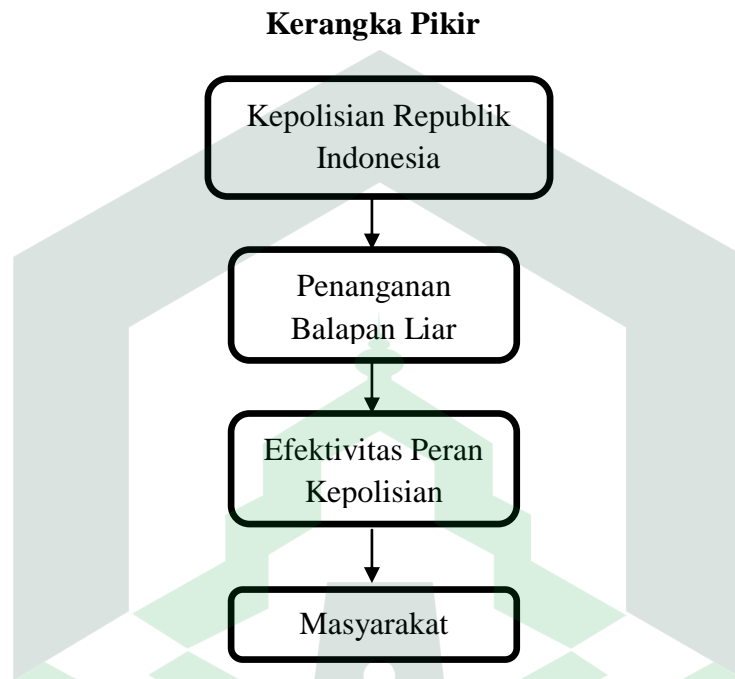 Kerangka Pikir
Kepolisian Republik
Indonesia
Penanganan
Balapan Liar
Efektivitas Peran
Kepolisian
Masyarakat